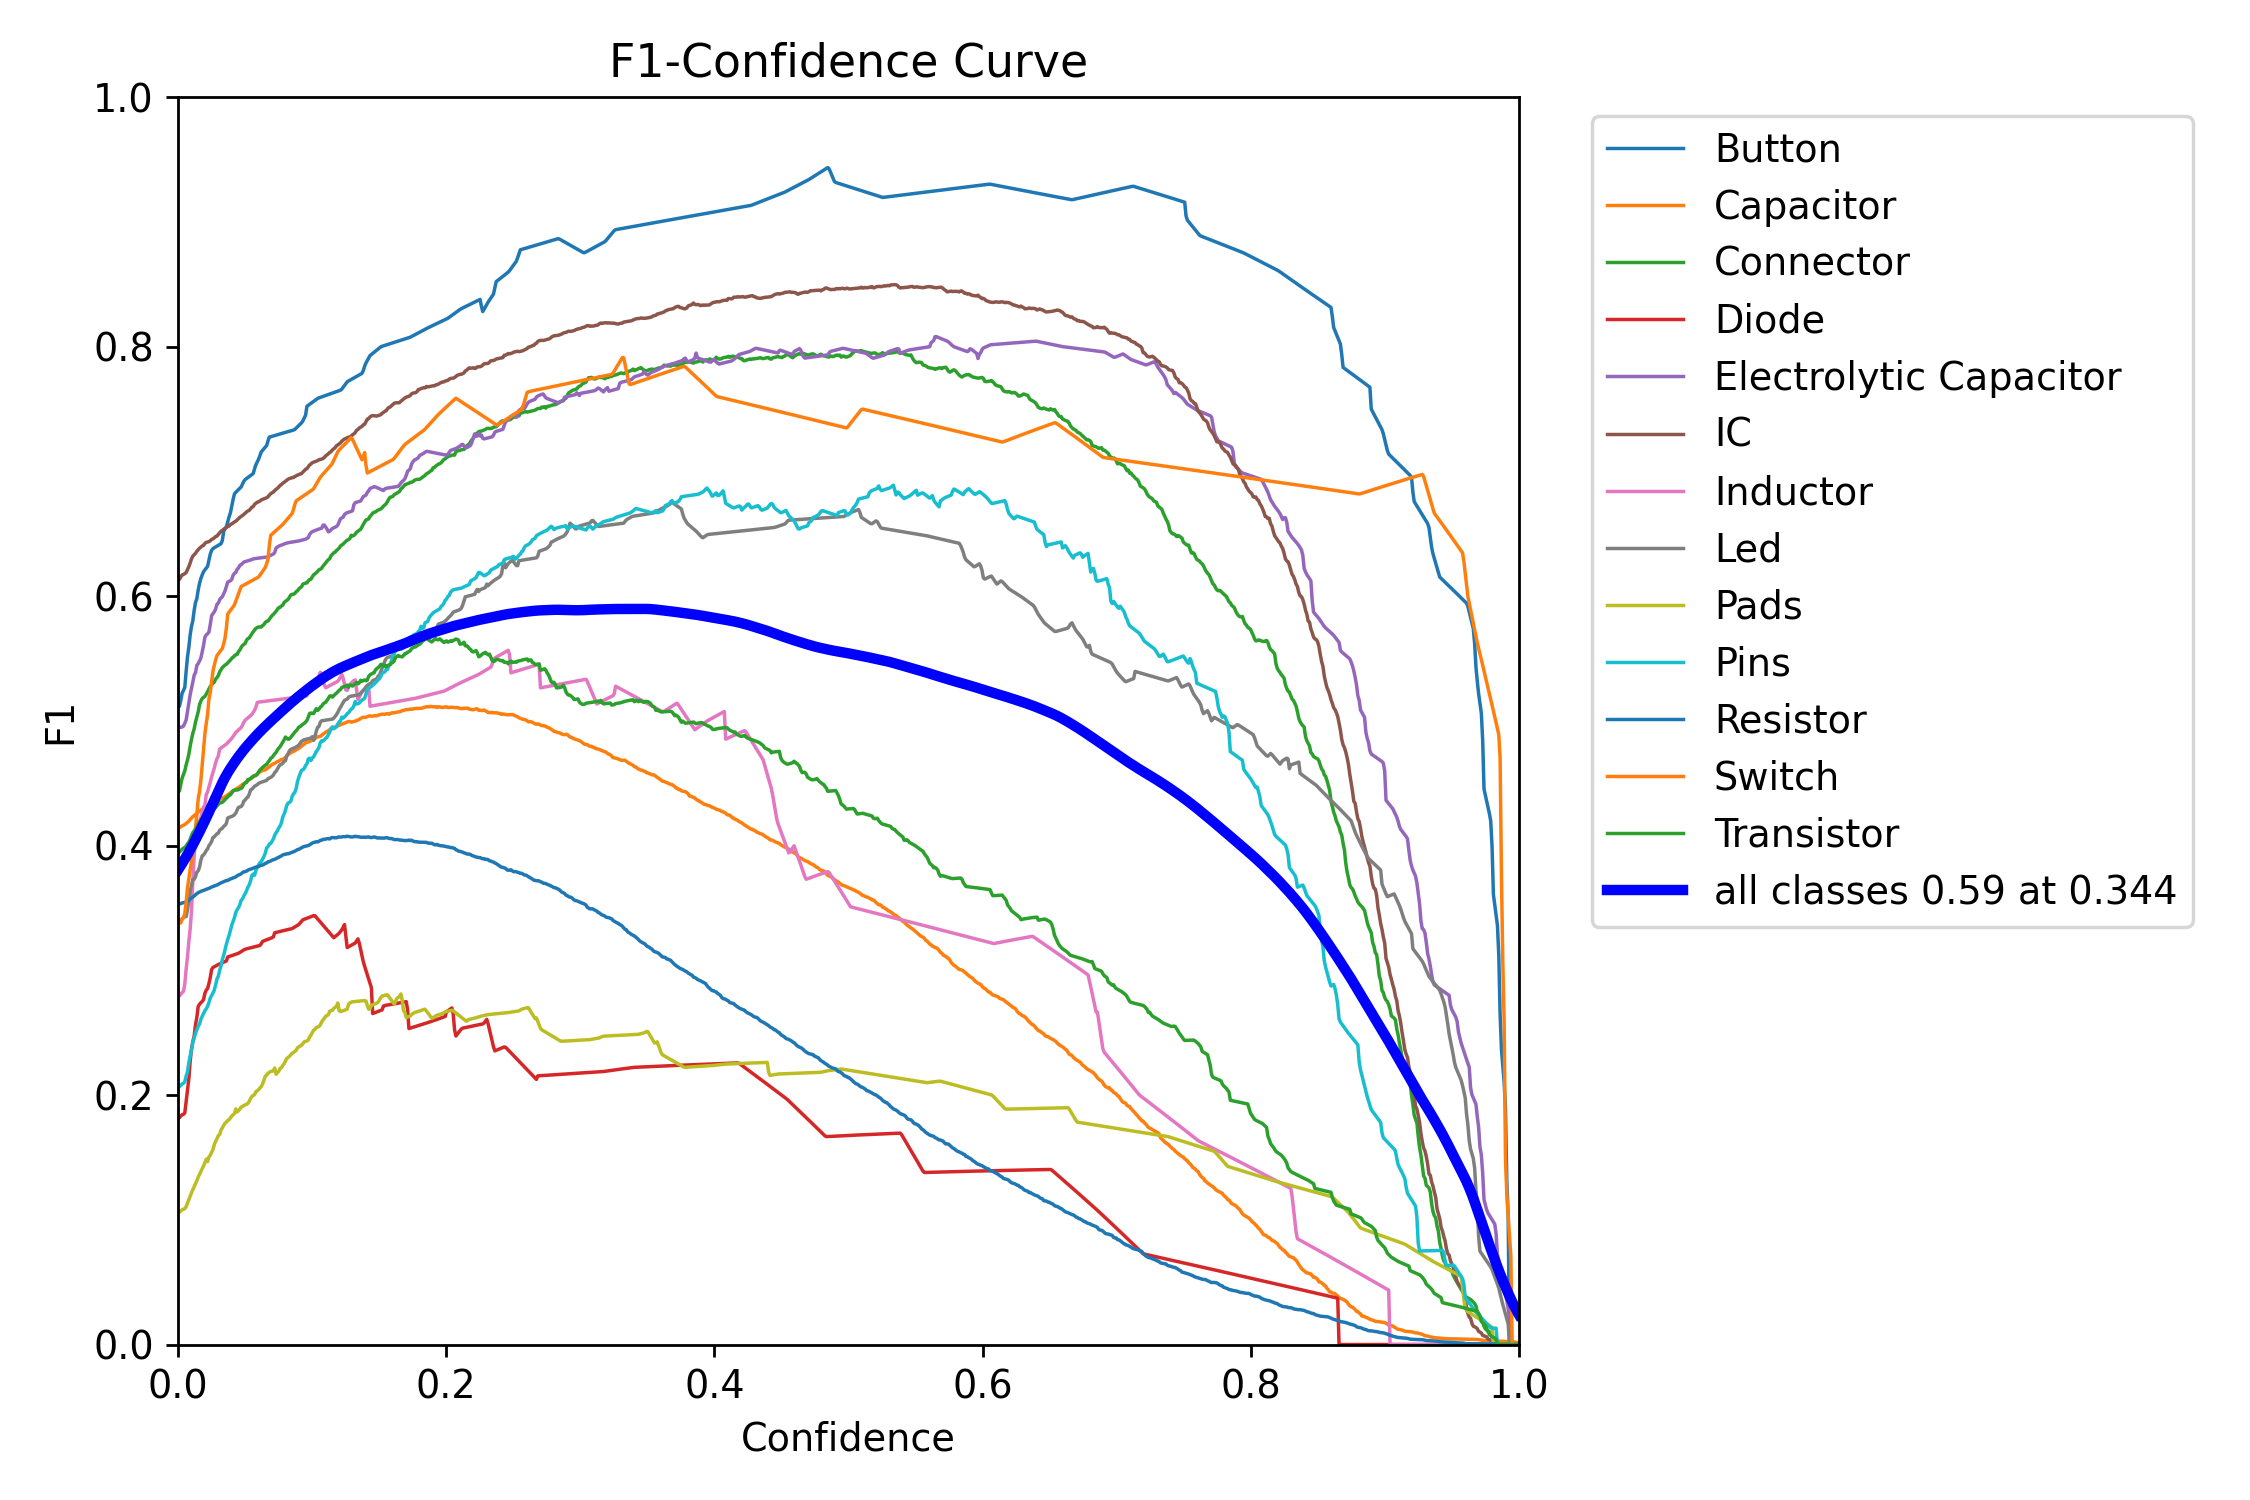 F1-Confidence Curve
1.0
0.8
0.6
0.4
0.2
0.0
F1
0.0 0.2 0.4 0.6 0.8 1.0
Confidence
Button
Capacitor
Connector
Diode
Electrolytic Capacitor
IC
Inductor
Led
Pads
Pins
Resistor
Switch
Transistor
all classes 0.59 at 0.344